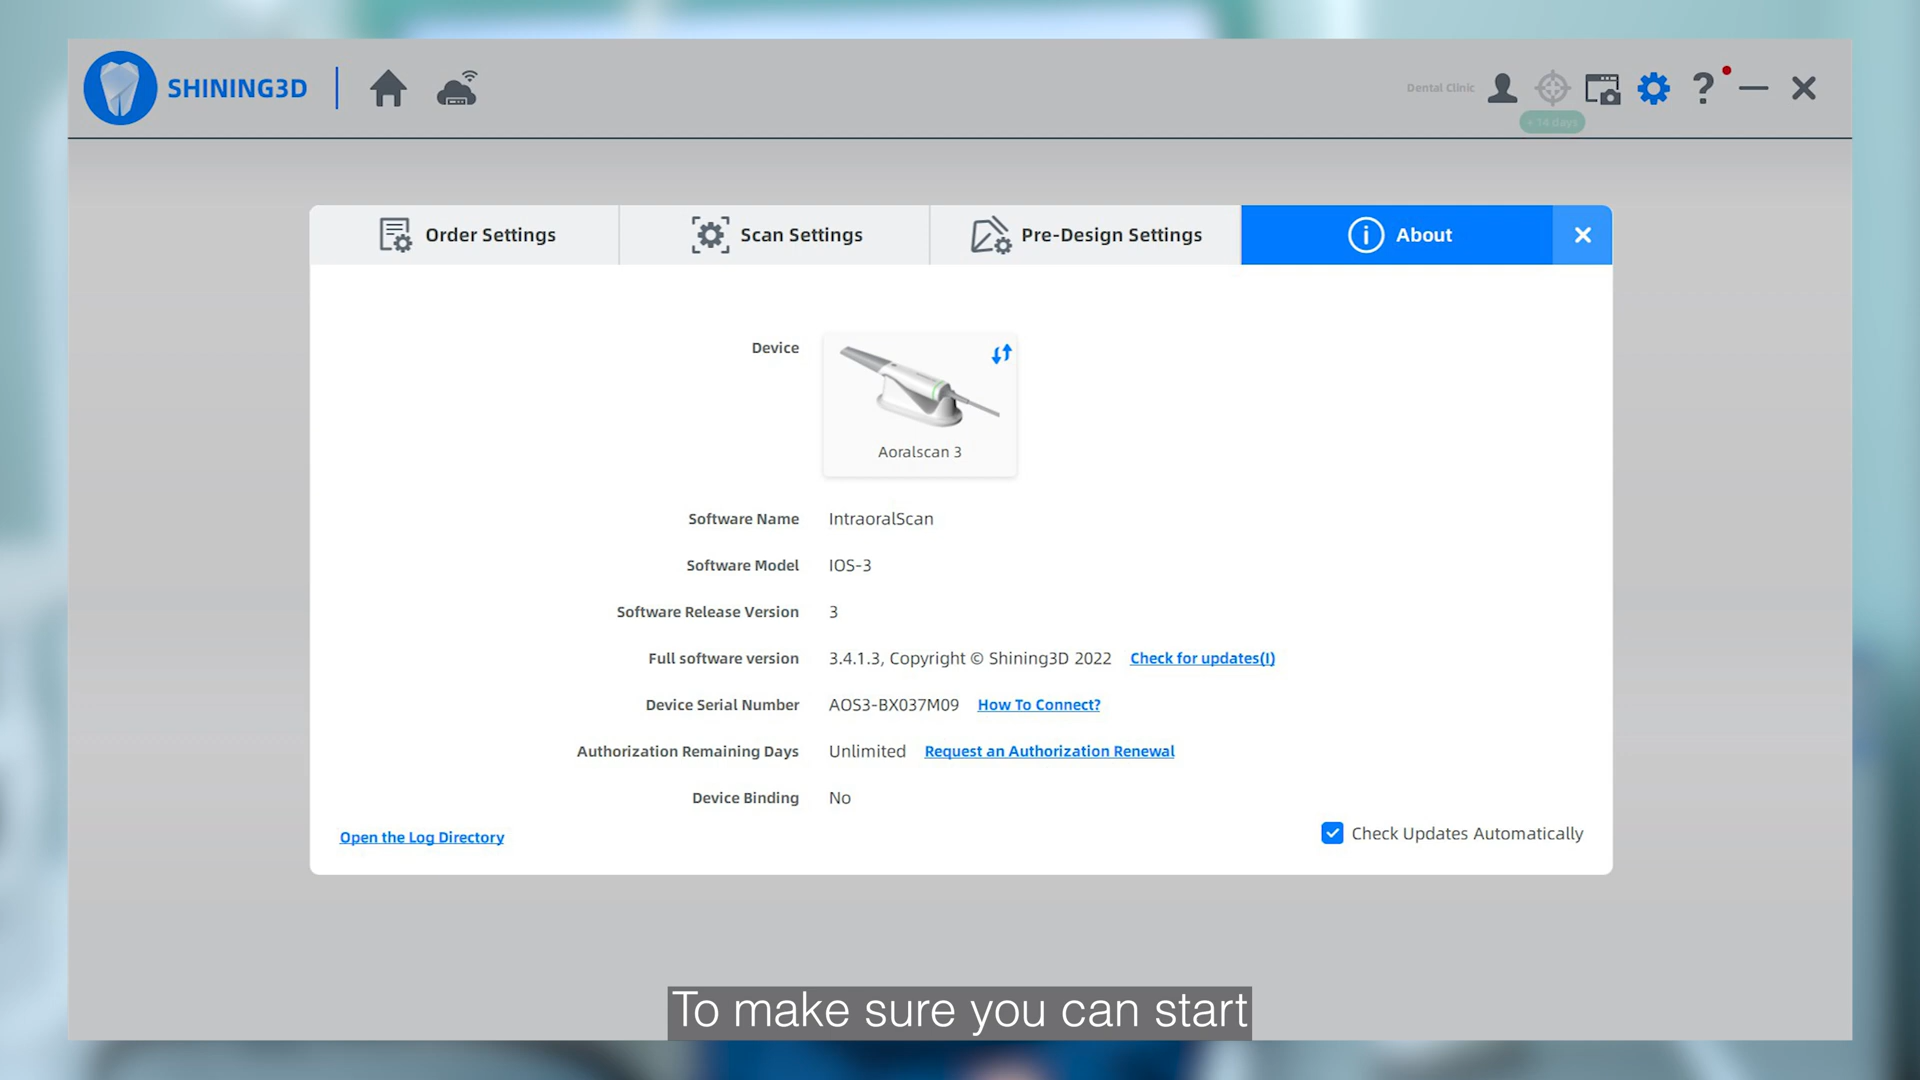 SHINING3D
Dental Clinic
+ 14 days
Order Settings
Scan Settings
Pre-Design Settings
About
Device
Aoralscan 3
Software Name IntraoralScan
Software Model IOS-3
Software Release Version 3
Full software version 3.4.1.3, Copyright © Shining3D 2022 Check for updates(I)
Device Serial Number AOS3-BX037M09 How To Connect?
Authorization Remaining Days Unlimited Request an Authorization Renewal
Device Binding No
Open the Log Directory
Check Updates Automatically
To make sure you can start